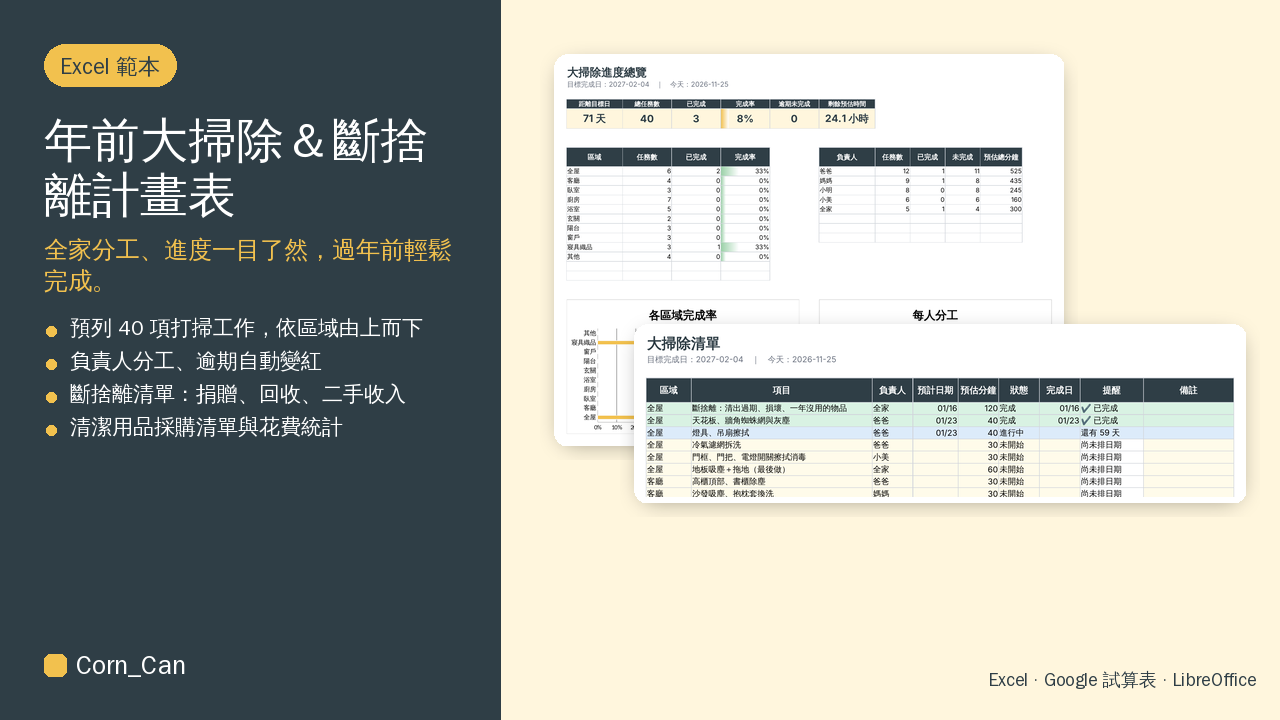 Excel 範本
年前大掃除＆斷捨
離計畫表
全家分工、進度一目了然，過年前輕鬆
完成。
預列 40 項打掃工作，依區域由上而下
負責人分工、逾期自動變紅
斷捨離清單：捐贈、回收、二手收入
清潔用品採購清單與花費統計
Corn_Can
大掃除進度總覽
目標完成日：2027-02-04 ｜ 今天：2026-11-25
距離目標日 總任務數 已完成 完成率 逾期未完成 剩餘預估時間
71 天 40 3 8% 0 24.1 小時
區域 任務數 已完成 完成率
全屋 6 2 33%
客廳 4 0 0%
臥室 3 0 0%
廚房 7 0 0%
浴室 5 0 0%
玄關 2 0 0%
陽台 3 0 0%
窗戶 3 0 0%
寢具織品 3 1 33%
其他 4 0 0%
負責人 任務數 已完成 未完成 預估總分鐘
爸爸 12 1 11 525
媽媽 9 1 8 435
小明 8 0 8 245
小美 6 0 6 160
全家 5 1 4 300
各區域完成率
其他
寢具織品
窗戶
陽台
玄關
浴室
廚房
臥室
客廳
全屋
0% 10%
每人分工
大掃除清單
目標完成日：2027-02-04 ｜ 今天：2026-11-25
區域 項目 負責人 預計日期 預估分鐘 狀態 完成日 提醒 備註
全屋 斷捨離：清出過期、損壞、一年沒用的物品 全家 01/16 120 完成 01/16 ✔ 已完成
全屋 天花板、牆角蜘蛛網與灰塵 爸爸 01/23 40 完成 01/23 ✔ 已完成
全屋 燈具、吊扇擦拭 爸爸 01/23 40 進行中 還有 59 天
全屋 冷氣濾網拆洗 爸爸 30 未開始 尚未排日期
全屋 門框、門把、電燈開關擦拭消毒 小美 30 未開始 尚未排日期
全屋 地板吸塵＋拖地（最後做） 全家 60 未開始 尚未排日期
客廳 高櫃頂部、書櫃除塵 爸爸 30 未開始 尚未排日期
客廳 沙發吸塵、抱枕套換洗 媽媽 30 未開始 尚未排日期
Excel · Google 試算表 · LibreOffice